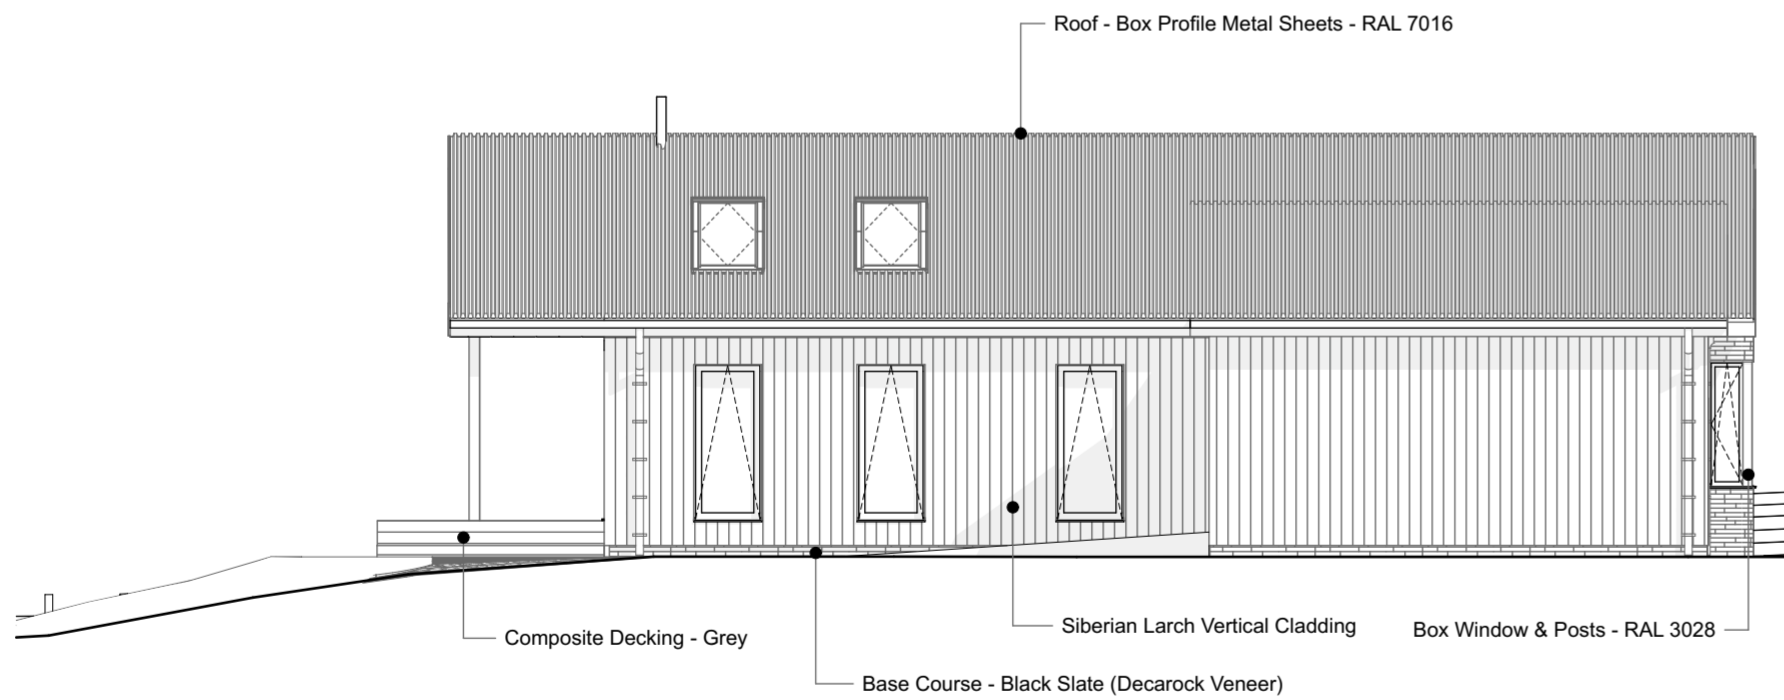 Roof - Box Profile Metal Sheets - RAL 7016
Siberian Larch Vertical Cladding
Box Window & Posts - RAL 3028
Composite Decking - Grey
Base Course - Black Slate (Decarock Veneer)